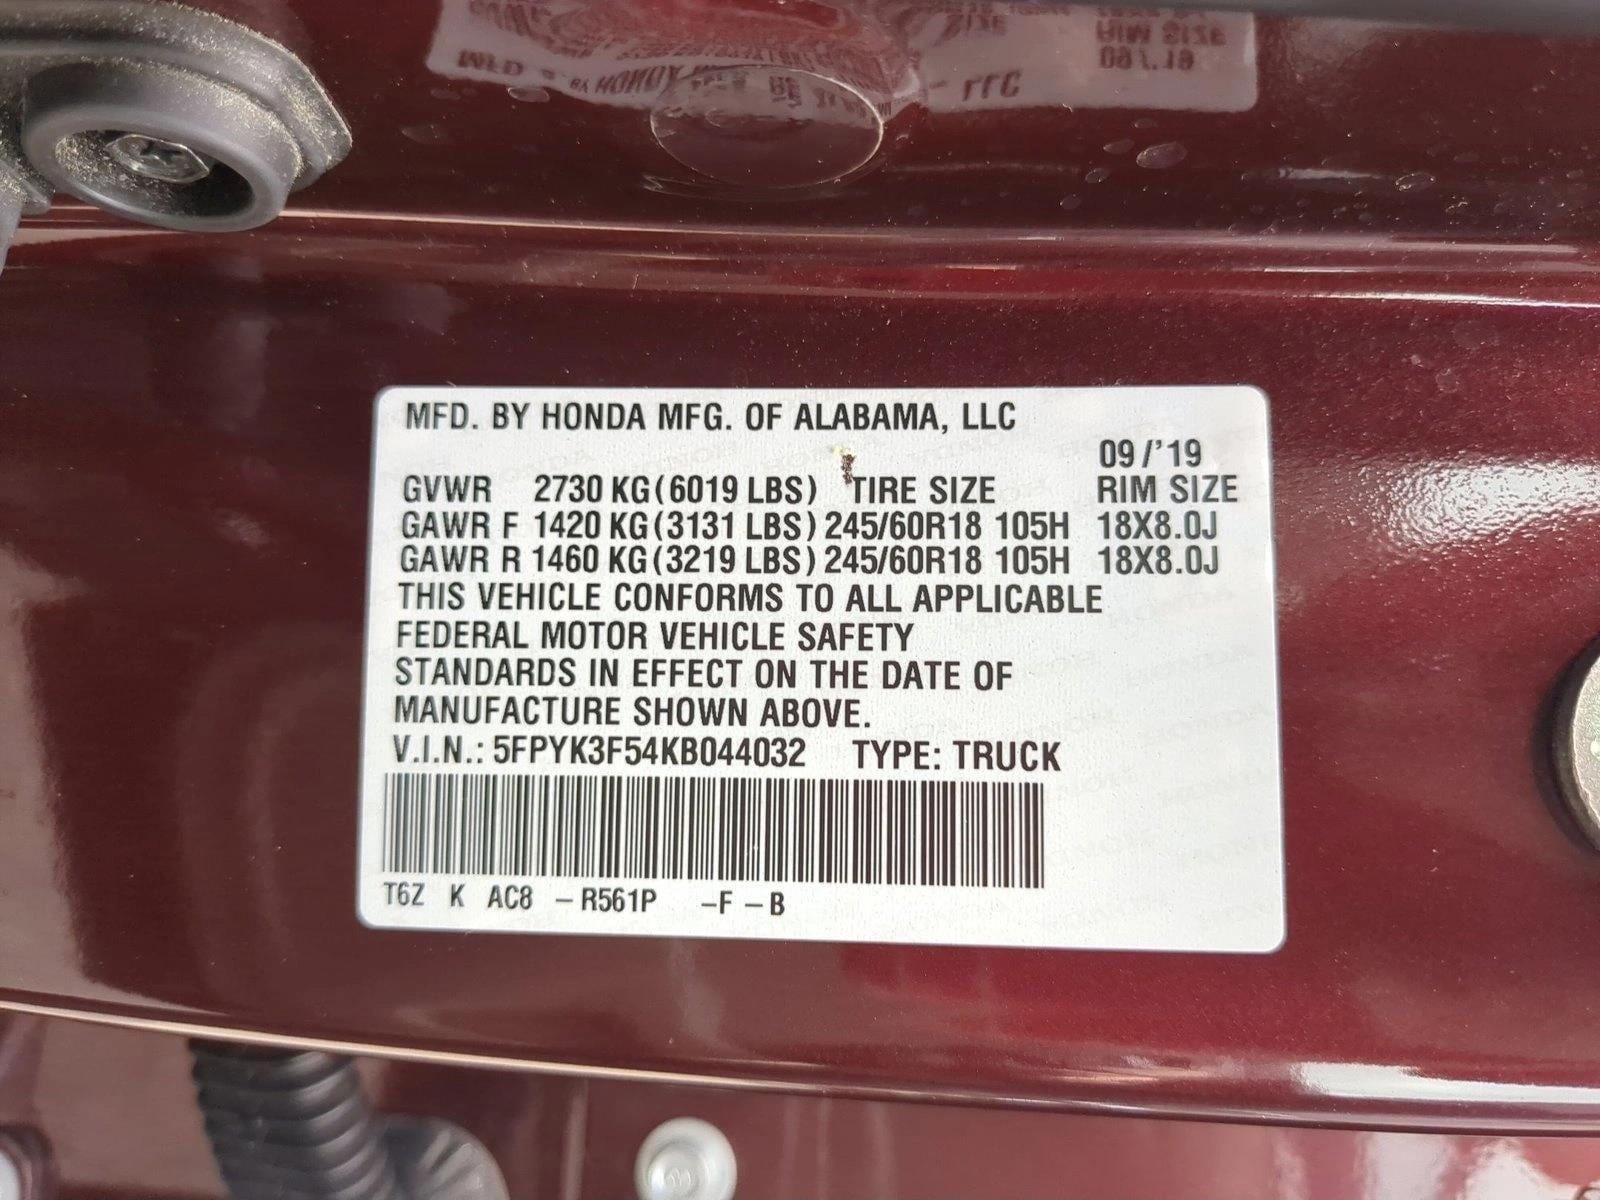 MFD. BY HONDA MFG. OF ALABAMA, LLC
09/'19
GVWR 2730 KG(6019 LBS) TIRE SIZE RIM SIZE
GAWR F 1420 KG(3131 LBS) 245/60R18 105H 18X8.0J
GAWR R 1460 KG(3219 LBS) 245/60R18 105H 18X8.0J
THIS VEHICLE CONFORMS TO ALL APPLICABLE
FEDERAL MOTOR VEHICLE SAFETY
STANDARDS IN EFFECT ON THE DATE OF
MANUFACTURE SHOWN ABOVE.
V.I.N.: 5FPYK3F54KB044032 TYPE: TRUCK
T6Z K AC8 -R561P -F-B